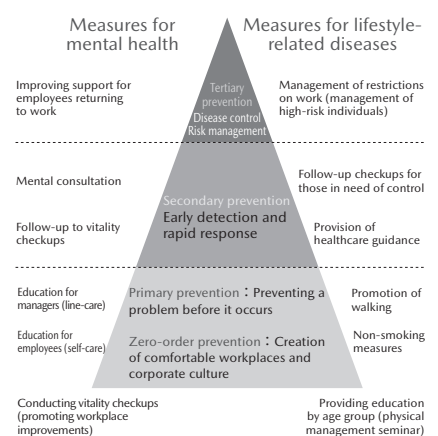 Measures for
mental health
Measures for lifestyle-
related diseases
Improving support for
employees returning
to work
Tertiary
prevention
Disease control
Risk management
Management of restrictions
on work (management of
high-risk individuals)
Mental consultation
Follow-up to vitality
checkups
Secondary prevention
Early detection and
rapid response
Follow-up checkups for
those in need of control
Provision of
healthcare guidance
Education for
managers (line-care)
Education for
employees (self-care)
Primary prevention：Preventing a
problem before it occurs
Zero-order prevention：Creation
of comfortable workplaces and
corporate culture
Promotion of
walking
Non-smoking
measures
Conducting vitality checkups
(promoting workplace
improvements)
Providing education
by age group (physical
management seminar)